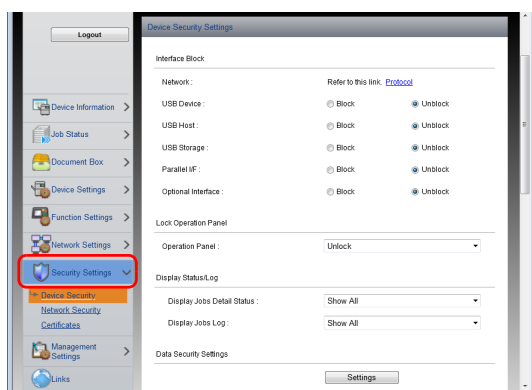 Logout
Device Information
Job Status
Document Box
Device Settings
Function Settings
Network Settings
Security Settings
Device Security
Network Security
Certificates
Management
Settings
Links
Device Security Settings
Interface Block
Network : Refer to this link. Protocol
USB Device : Block Unblock
USB Host : Block Unblock
USB Storage : Block Unblock
Parallel I/F : Block Unblock
Optional Interface : Block Unblock
Lock Operation Panel
Operation Panel : Unlock
Display Status/Log
Display Jobs Detail Status : Show All
Display Jobs Log : Show All
Data Security Settings
Settings